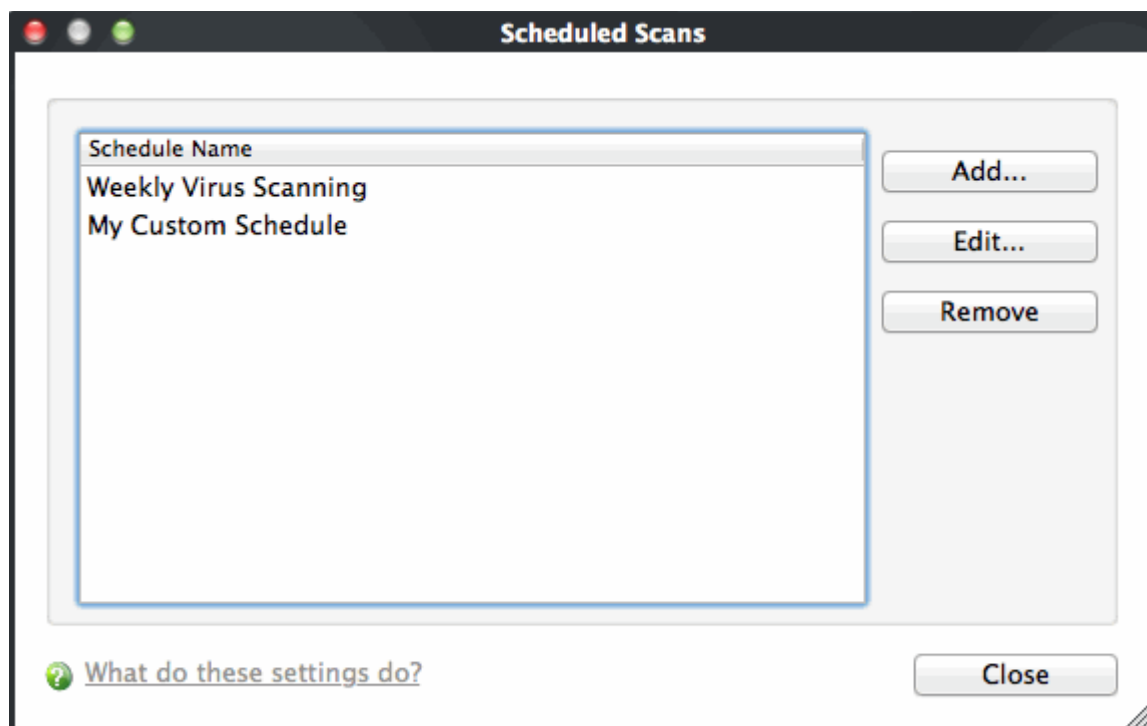 Scheduled Scans
Schedule Name
Weekly Virus Scanning
My Custom Schedule
Add...
Edit...
Remove
What do these settings do?
Close